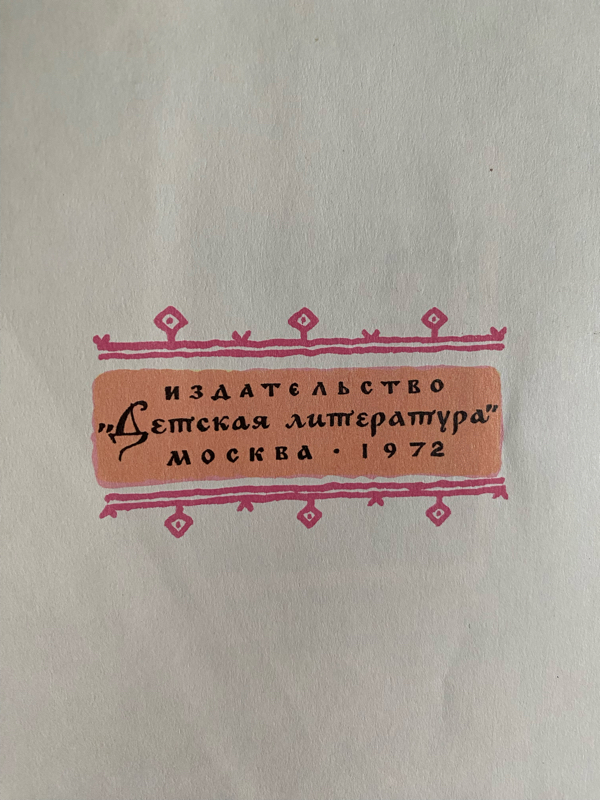 ИЗДАТЕЛЬСТВО
„Детская литература”
МОСКВА · 1972